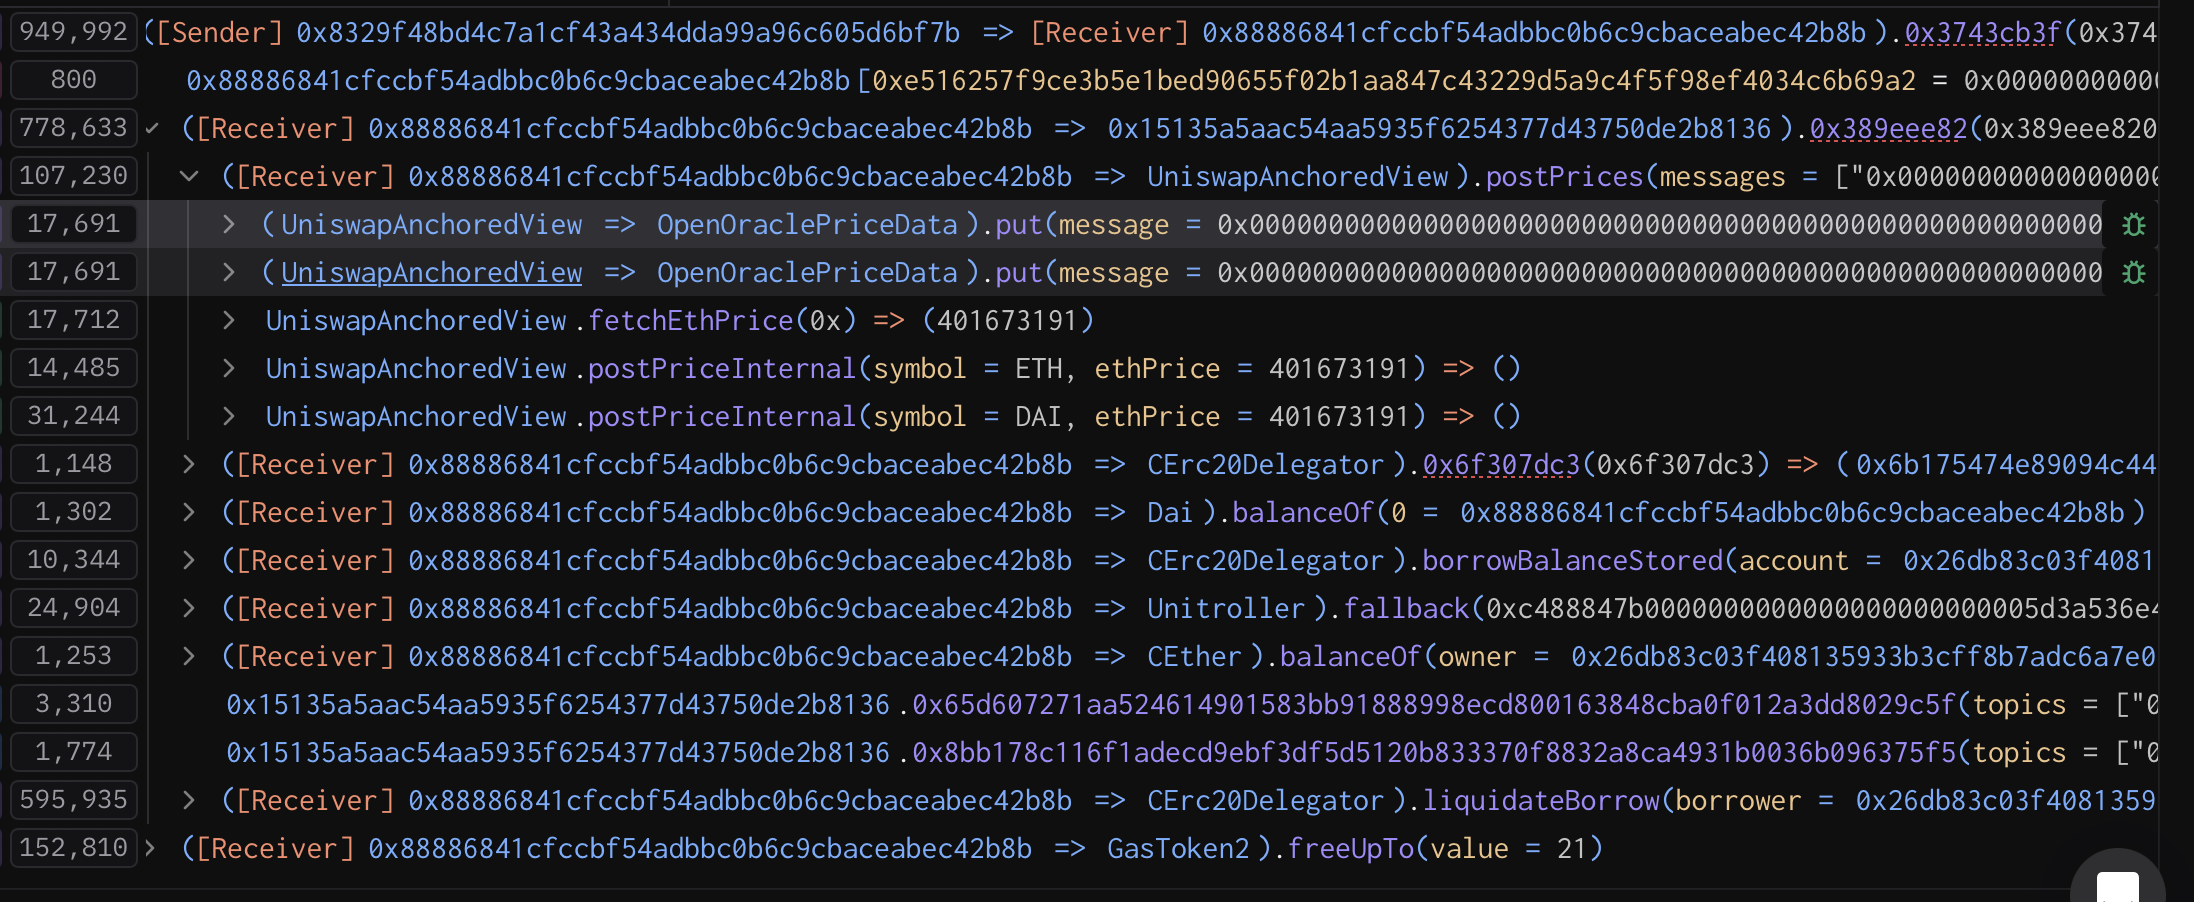 949,992 ([Sender] 0x8329f48bd4c7a1cf43a434dda99a96c605d6bf7b => [Receiver] 0x88886841cfccbf54adbbc0b6c9cbaceabec42b8b).0x3743cb3f(0x374
800 0x88886841cfccbf54adbbc0b6c9cbaceabec42b8b[0xe516257f9ce3b5e1bed90655f02b1aa847c43229d5a9c4f5f98ef4034c6b69a2 = 0x00000000000
778,633 ([Receiver] 0x88886841cfccbf54adbbc0b6c9cbaceabec42b8b => 0x15135a5aac54aa5935f6254377d43750de2b8136).0x389eee82(0x389eee820
107,230 ([Receiver] 0x88886841cfccbf54adbbc0b6c9cbaceabec42b8b => UniswapAnchoredView).postPrices(messages = ["0x00000000000000000
17,691 (UniswapAnchoredView => OpenOraclePriceData).put(message = 0x000000000000000000000000000000000000000000000000000000
17,691 (UniswapAnchoredView => OpenOraclePriceData).put(message = 0x000000000000000000000000000000000000000000000000000000
17,712 UniswapAnchoredView.fetchEthPrice(0x) => (401673191)
14,485 UniswapAnchoredView.postPriceInternal(symbol = ETH, ethPrice = 401673191) => ()
31,244 UniswapAnchoredView.postPriceInternal(symbol = DAI, ethPrice = 401673191) => ()
1,148 ([Receiver] 0x88886841cfccbf54adbbc0b6c9cbaceabec42b8b => CErc20Delegator).0x6f307dc3(0x6f307dc3) => (0x6b175474e89094c44
1,302 ([Receiver] 0x88886841cfccbf54adbbc0b6c9cbaceabec42b8b => Dai).balanceOf(0 = 0x88886841cfccbf54adbbc0b6c9cbaceabec42b8b)
10,344 ([Receiver] 0x88886841cfccbf54adbbc0b6c9cbaceabec42b8b => CErc20Delegator).borrowBalanceStored(account = 0x26db83c03f4081
24,904 ([Receiver] 0x88886841cfccbf54adbbc0b6c9cbaceabec42b8b => Unitroller).fallback(0xc488847b0000000000000000000000005d3a536e4
1,253 ([Receiver] 0x88886841cfccbf54adbbc0b6c9cbaceabec42b8b => CEther).balanceOf(owner = 0x26db83c03f408135933b3cff8b7adc6a7e0
3,310 0x15135a5aac54aa5935f6254377d43750de2b8136.0x65d607271aa524614901583bb91888998ecd800163848cba0f012a3dd8029c5f(topics = ["0
1,774 0x15135a5aac54aa5935f6254377d43750de2b8136.0x8bb178c116f1adecd9ebf3df5d5120b833370f8832a8ca4931b0036b096375f5(topics = ["0
595,935 ([Receiver] 0x88886841cfccbf54adbbc0b6c9cbaceabec42b8b => CErc20Delegator).liquidateBorrow(borrower = 0x26db83c03f4081359
152,810 ([Receiver] 0x88886841cfccbf54adbbc0b6c9cbaceabec42b8b => GasToken2).freeUpTo(value = 21)